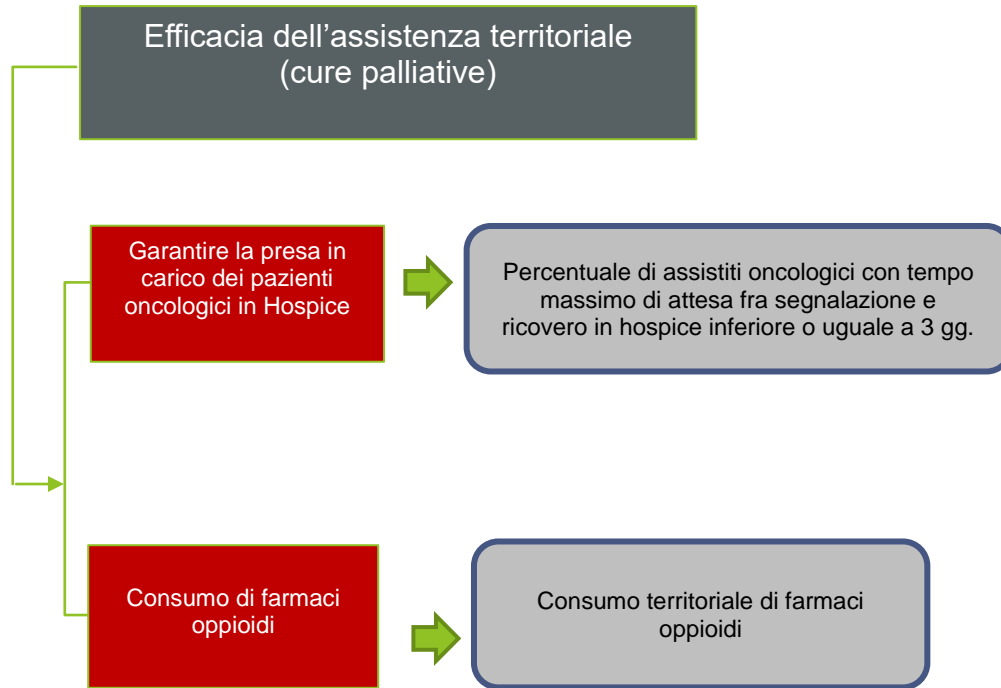 Efficacia dell’assistenza territoriale
(cure palliative)
Garantire la presa in
carico dei pazienti
oncologici in Hospice
Percentuale di assistiti oncologici con tempo
massimo di attesa fra segnalazione e
ricovero in hospice inferiore o uguale a 3 gg.
Consumo di farmaci
oppioidi
Consumo territoriale di farmaci
oppioidi